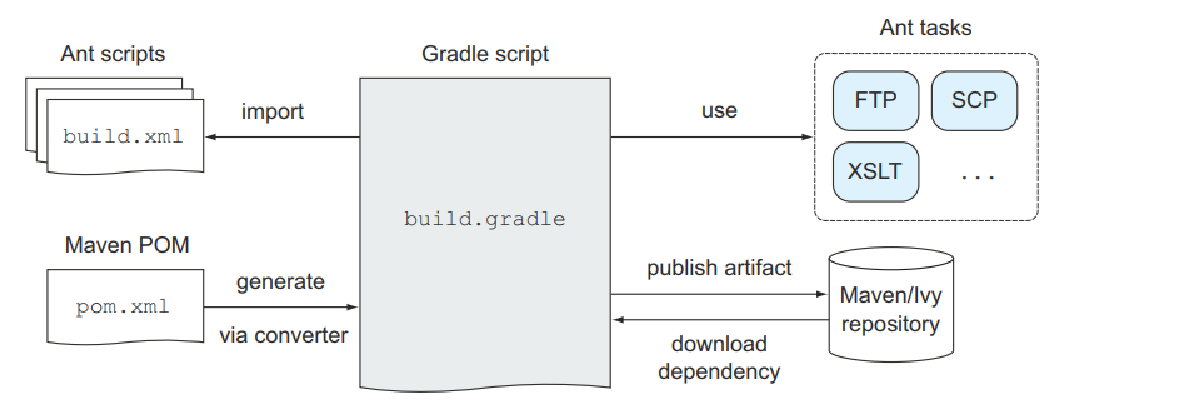 Ant scripts
build.xml
import
Gradle script
build.gradle
use
Ant tasks
FTP
SCP
XSLT
...
Maven POM
pom.xml
generate
via converter
publish artifact
download
dependency
Maven/Ivy
repository